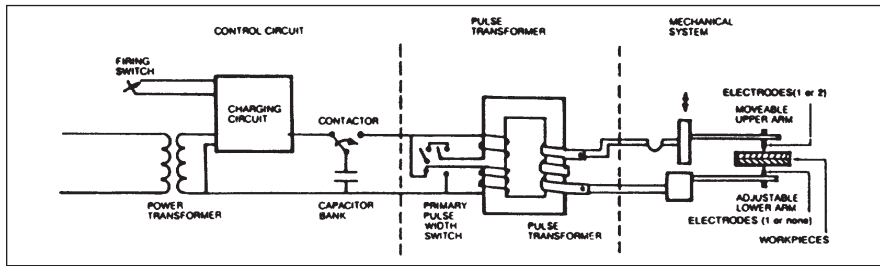 CONTROL CIRCUIT
PULSE
TRANSFORMER
MECHANICAL
SYSTEM
FIRING
SWITCH
CHARGING
CIRCUIT
CONTACTOR
ELECTRODES(1 or 2)
MOVEABLE
UPPER ARM
POWER
TRANSFORMER
CAPACITOR
BANK
PRIMARY
PULSE
WIDTH
SWITCH
PULSE
TRANSFORMER
ADJUSTABLE
LOWER ARM
ELECTRODES (1 or none)
WORKPIECES